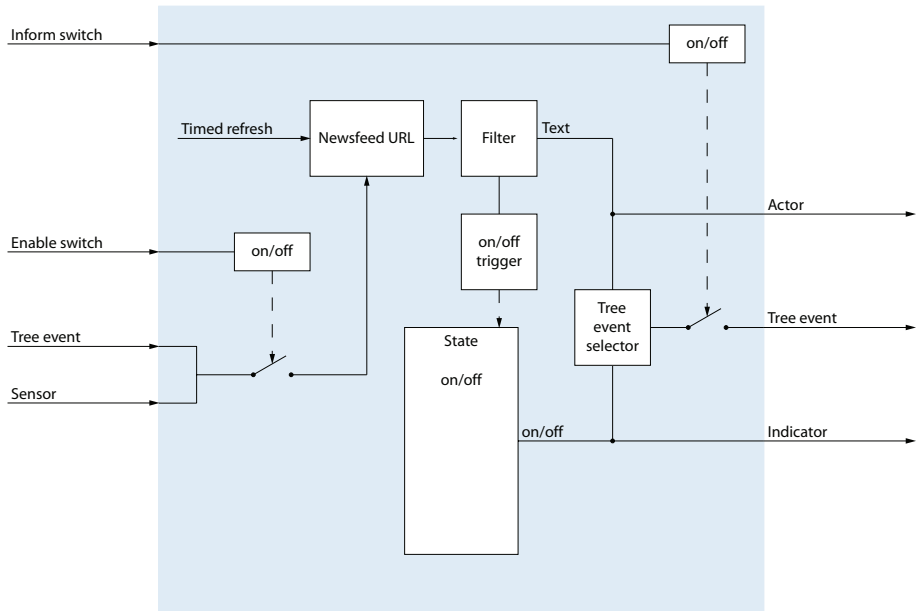 Inform switch
on/off
Timed refresh
Newsfeed URL
Filter
Text
Actor
Enable switch
on/off
on/off
trigger
Tree
event
selector
Tree event
Tree event
State
on/off
Sensor
on/off
Indicator